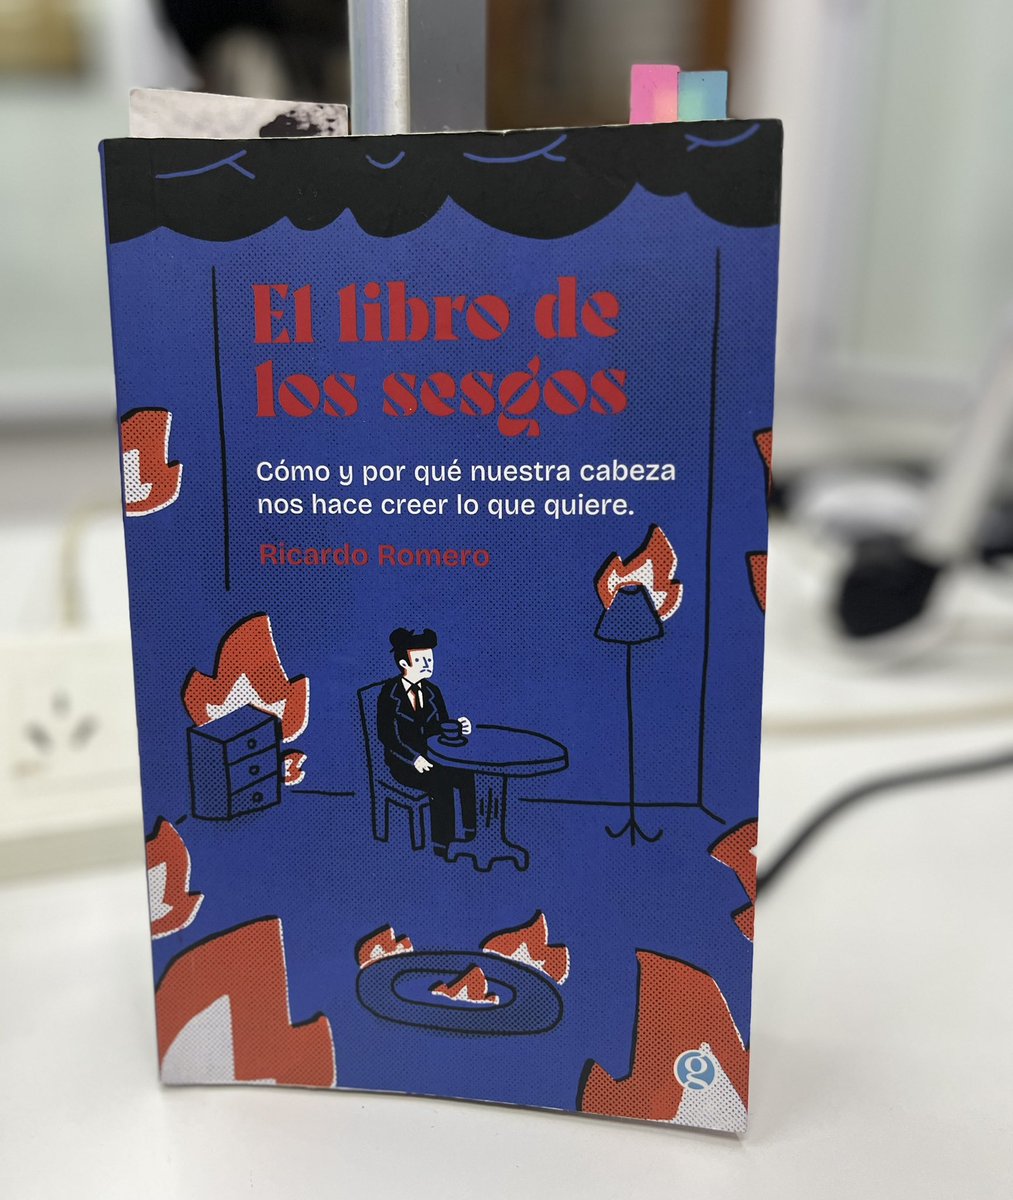 El libro de
los sesgos
Cómo y por qué nuestra cabeza
nos hace creer lo que quiere.
Ricardo Romero
g